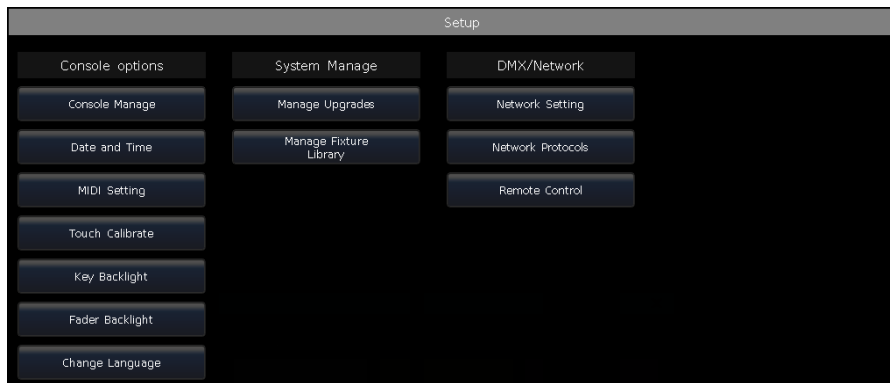 Setup
Console options
Console Manage
Date and Time
MIDI Setting
Touch Calibrate
Key Backlight
Fader Backlight
Change Language
System Manage
Manage Upgrades
Manage Fixture
Library
DMX/Network
Network Setting
Network Protocols
Remote Control